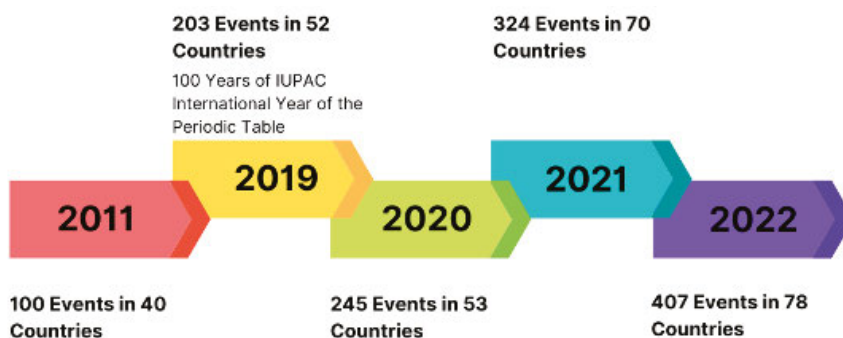 203 Events in 52
Countries
100 Years of IUPAC
International Year of the
Periodic Table
324 Events in 70
Countries
2011
2019
2020
2021
2022
100 Events in 40
Countries
245 Events in 53
Countries
407 Events in 78
Countries